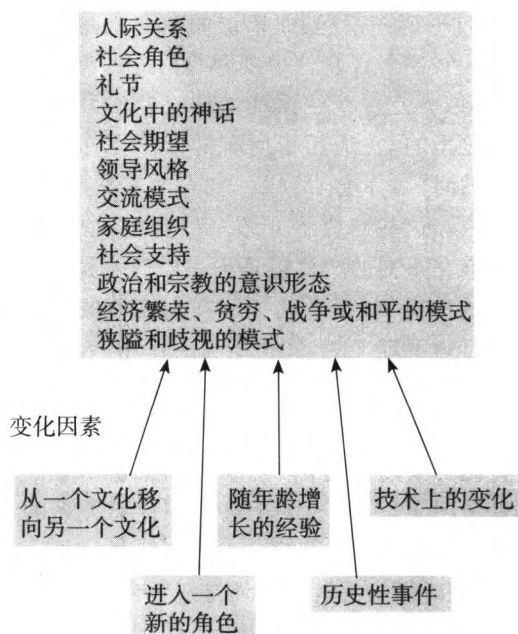 人际关系
社会角色
礼节
文化中的神话
社会期望
领导风格
交流模式
家庭组织
社会支持
政治和宗教的意识形态
经济繁荣、贫穷、战争或和平的模式
狭隘和歧视的模式
变化因素
从一个文化移
向另一个文化
随年龄增
长的经验
技术上的变化
进入一个
新的角色
历史性事件